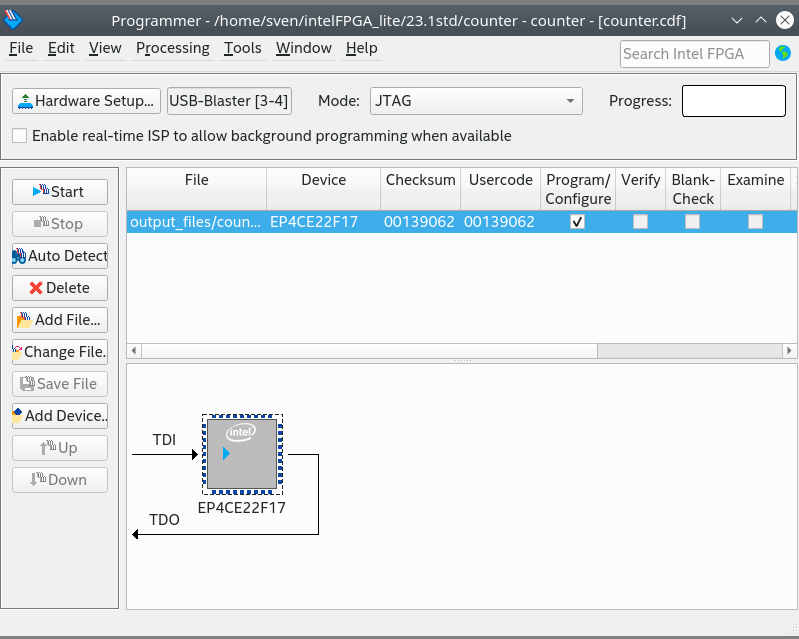 Programmer - /home/sven/intelFPGA_lite/23.1std/counter - counter - [counter.cdf]
File Edit View Processing Tools Window Help
Search Intel FPGA
Hardware Setup... USB-Blaster [3-4] Mode: JTAG Progress:
Enable real-time ISP to allow background programming when available
Start
Stop
Auto Detect
Delete
Add File...
Change File.
Save File
Add Device..
Up
Down
File Device Checksum Usercode Program/ Verify Blank- Examine
Configure Check
output_files/coun... EP4CE22F17 00139062 00139062
intel
TDI
EP4CE22F17
TDO